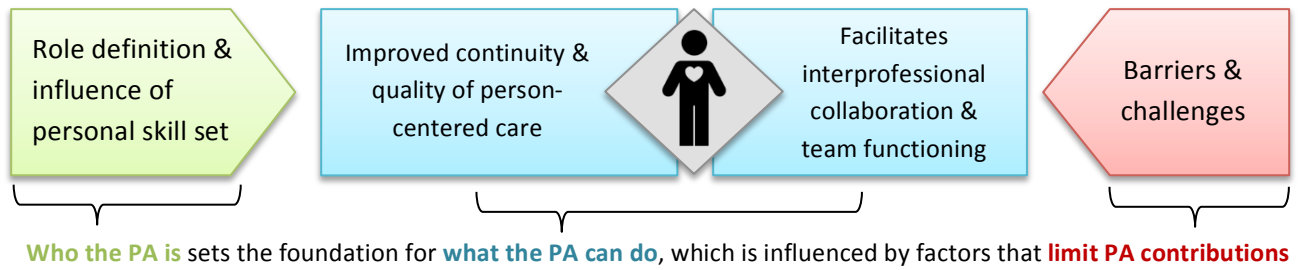 Role definition &
influence of
personal skill set
Improved continuity &
quality of person-
centered care
Facilitates
interprofessional
collaboration &
team functioning
Barriers &
challenges
Who the PA is sets the foundation for what the PA can do, which is influenced by factors that limit PA contributions